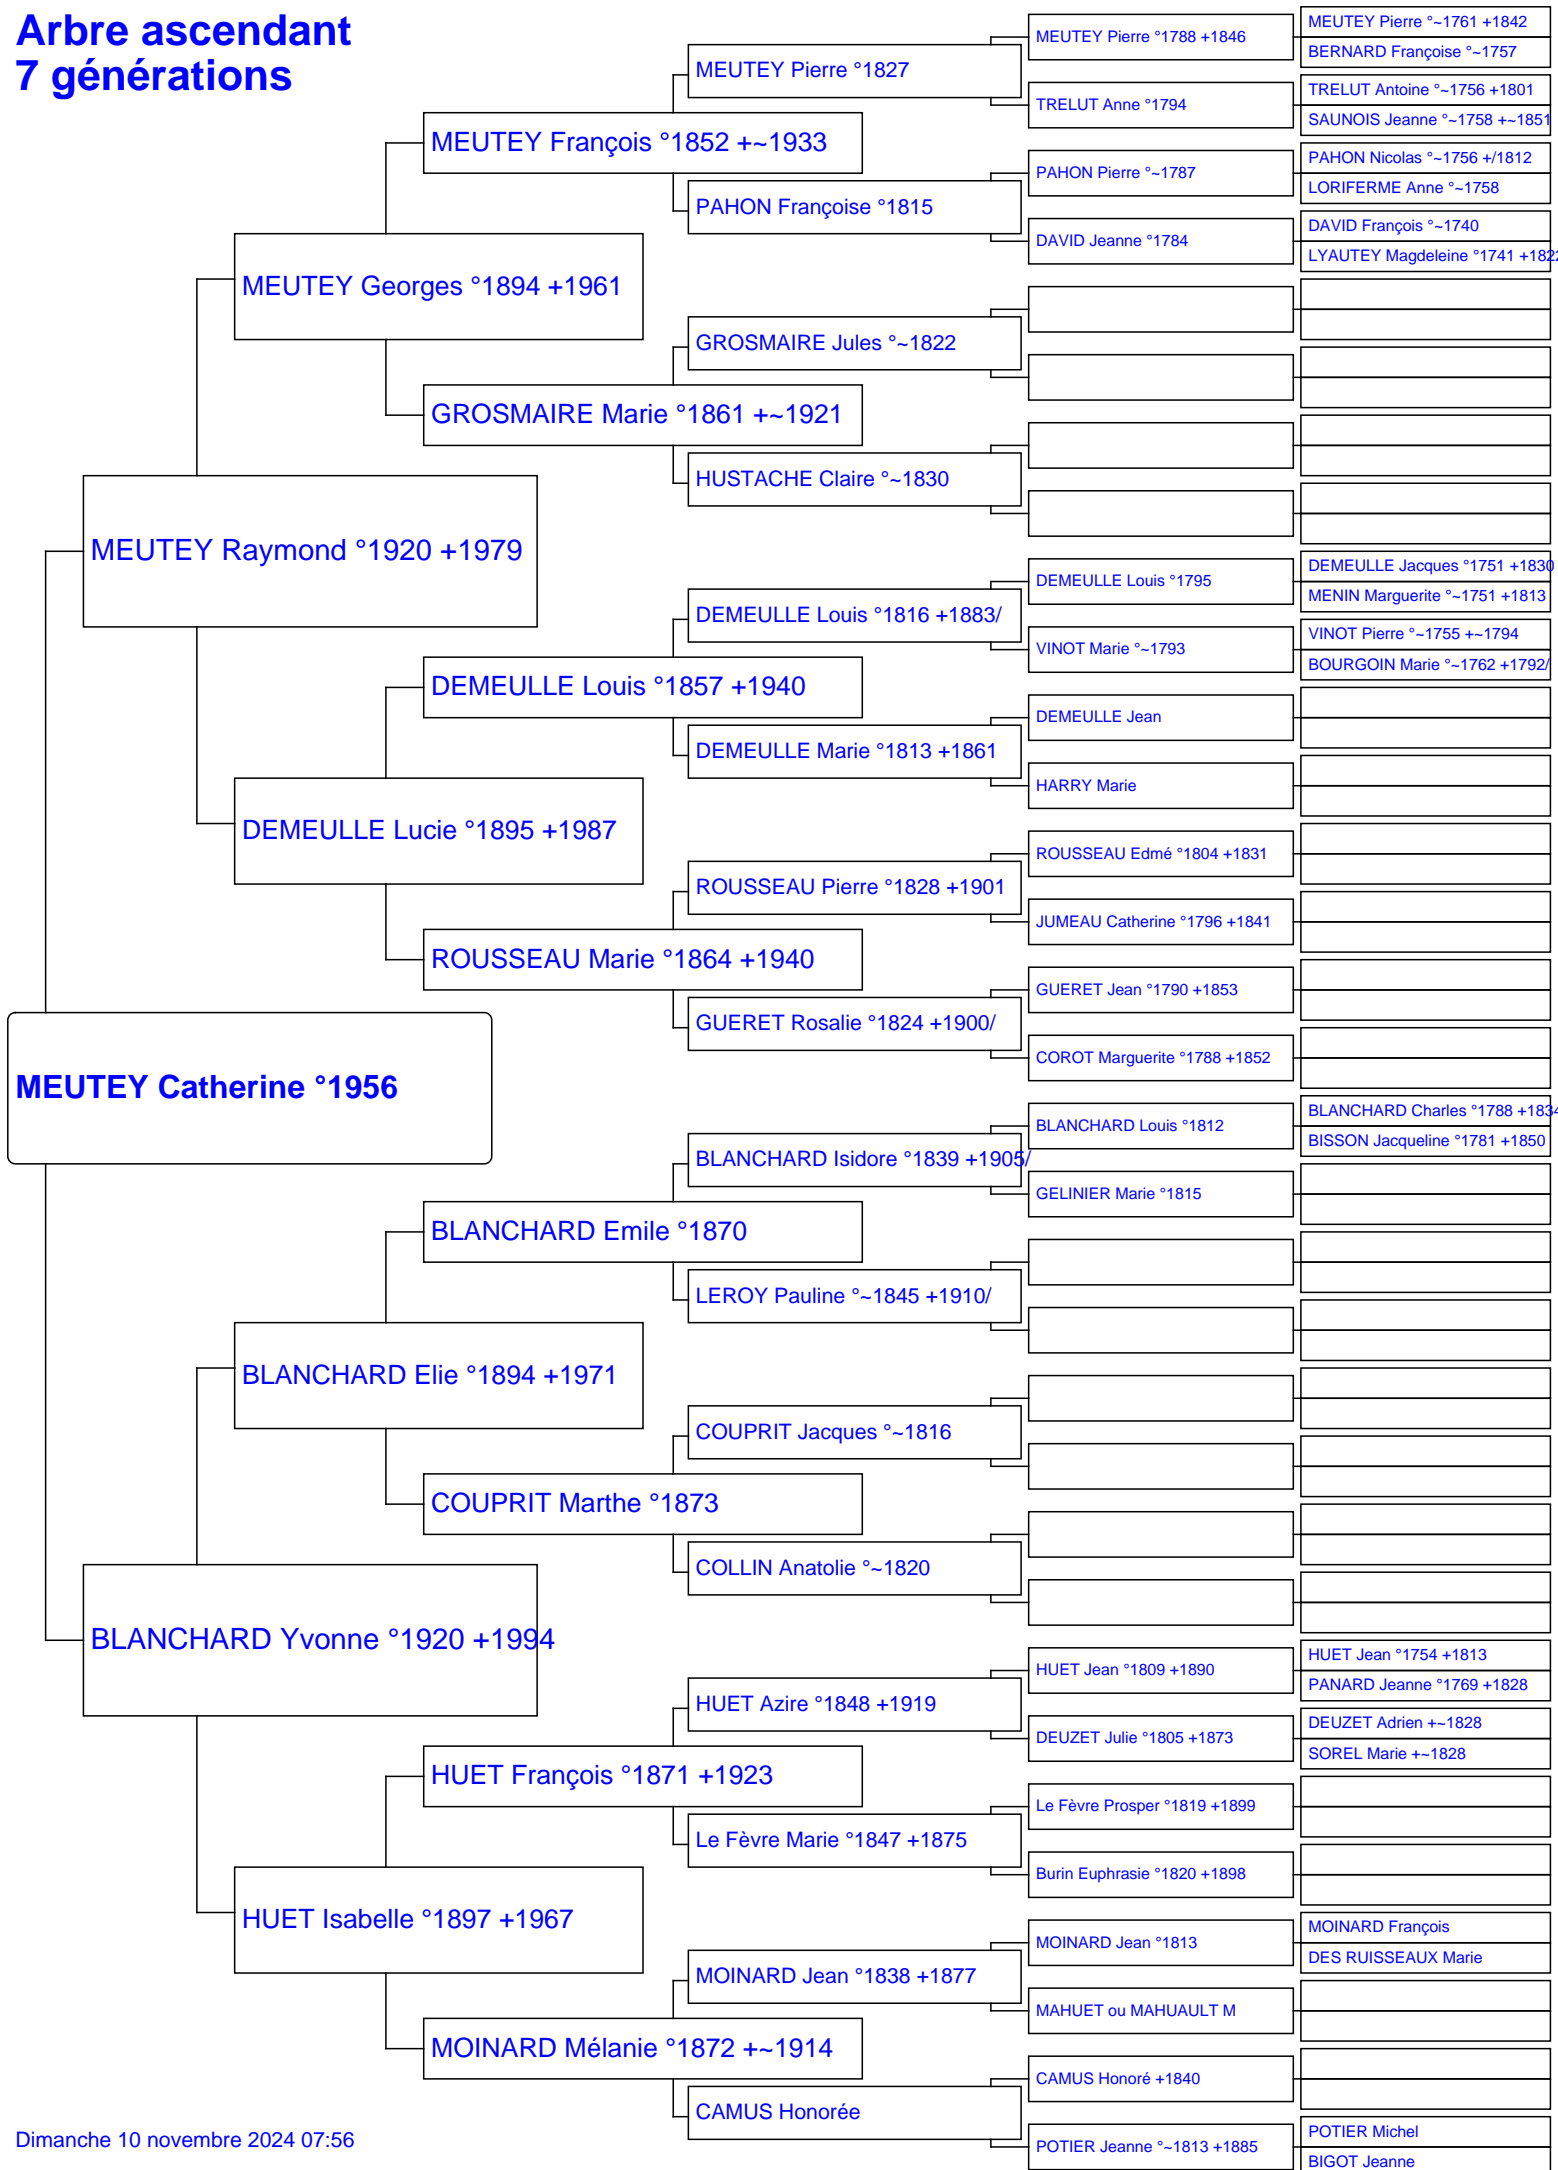 Arbre ascendant
7 générations
MEUTEY Catherine °1956
MEUTEY Raymond °1920 +1979
BLANCHARD Yvonne °1920 +1994
MEUTEY Georges °1894 +1961
DEMEULLE Lucie °1895 +1987
BLANCHARD Elie °1894 +1971
HUET Isabelle °1897 +1967
MEUTEY François °1852 +~1933
GROSMAIRE Marie °1861 +~1921
DEMEULLE Louis °1857 +1940
ROUSSEAU Marie °1864 +1940
BLANCHARD Emile °1870
COUPRIT Marthe °1873
HUET François °1871 +1923
MOINARD Mélanie °1872 +~1914
MEUTEY Pierre °1827
PAHON Françoise °1815
GROSMAIRE Jules °~1822
HUSTACHE Claire °~1830
DEMEULLE Louis °1816 +1883/
DEMEULLE Marie °1813 +1861
ROUSSEAU Pierre °1828 +1901
GUERET Rosalie °1824 +1900/
BLANCHARD Isidore °1839 +1905/
LEROY Pauline °~1845 +1910/
COUPRIT Jacques °~1816
COLLIN Anatolie °~1820
HUET Azire °1848 +1919
Le Fèvre Marie °1847 +1875
MOINARD Jean °1838 +1877
CAMUS Honorée
MEUTEY Pierre °1788 +1846
TRELUT Anne °1794
PAHON Pierre °~1787
DAVID Jeanne °1784
DEMEULLE Louis °1795
VINOT Marie °~1793
DEMEULLE Jean
HARRY Marie
ROUSSEAU Edmé °1804 +1831
JUMEAU Catherine °1796 +1841
GUERET Jean °1790 +1853
COROT Marguerite °1788 +1852
BLANCHARD Louis °1812
GELINIER Marie °1815
HUET Jean °1809 +1890
DEUZET Julie °1805 +1873
Le Fèvre Prosper °1819 +1899
Burin Euphrasie °1820 +1898
MOINARD Jean °1813
MAHUET ou MAHUAULT M
CAMUS Honoré +1840
POTIER Jeanne °~1813 +1885
MEUTEY Pierre °~1761 +1842
BERNARD Françoise °~1757
TRELUT Antoine °~1756 +1801
SAUNOIS Jeanne °~1758 +~1851
PAHON Nicolas °~1756 +/1812
LORIFERME Anne °~1758
DAVID François °~1740
LYAUTEY Magdeleine °1741 +1822
DEMEULLE Jacques °1751 +1830
MENIN Marguerite °~1751 +1813
VINOT Pierre °~1755 +~1794
BOURGOIN Marie °~1762 +1792/
BLANCHARD Charles °1788 +1834
BISSON Jacqueline °1781 +1850
HUET Jean °1754 +1813
PANARD Jeanne °1769 +1828
DEUZET Adrien +~1828
SOREL Marie +~1828
MOINARD François
DES RUISSEAUX Marie
POTIER Michel
BIGOT Jeanne
Dimanche 10 novembre 2024 07:56